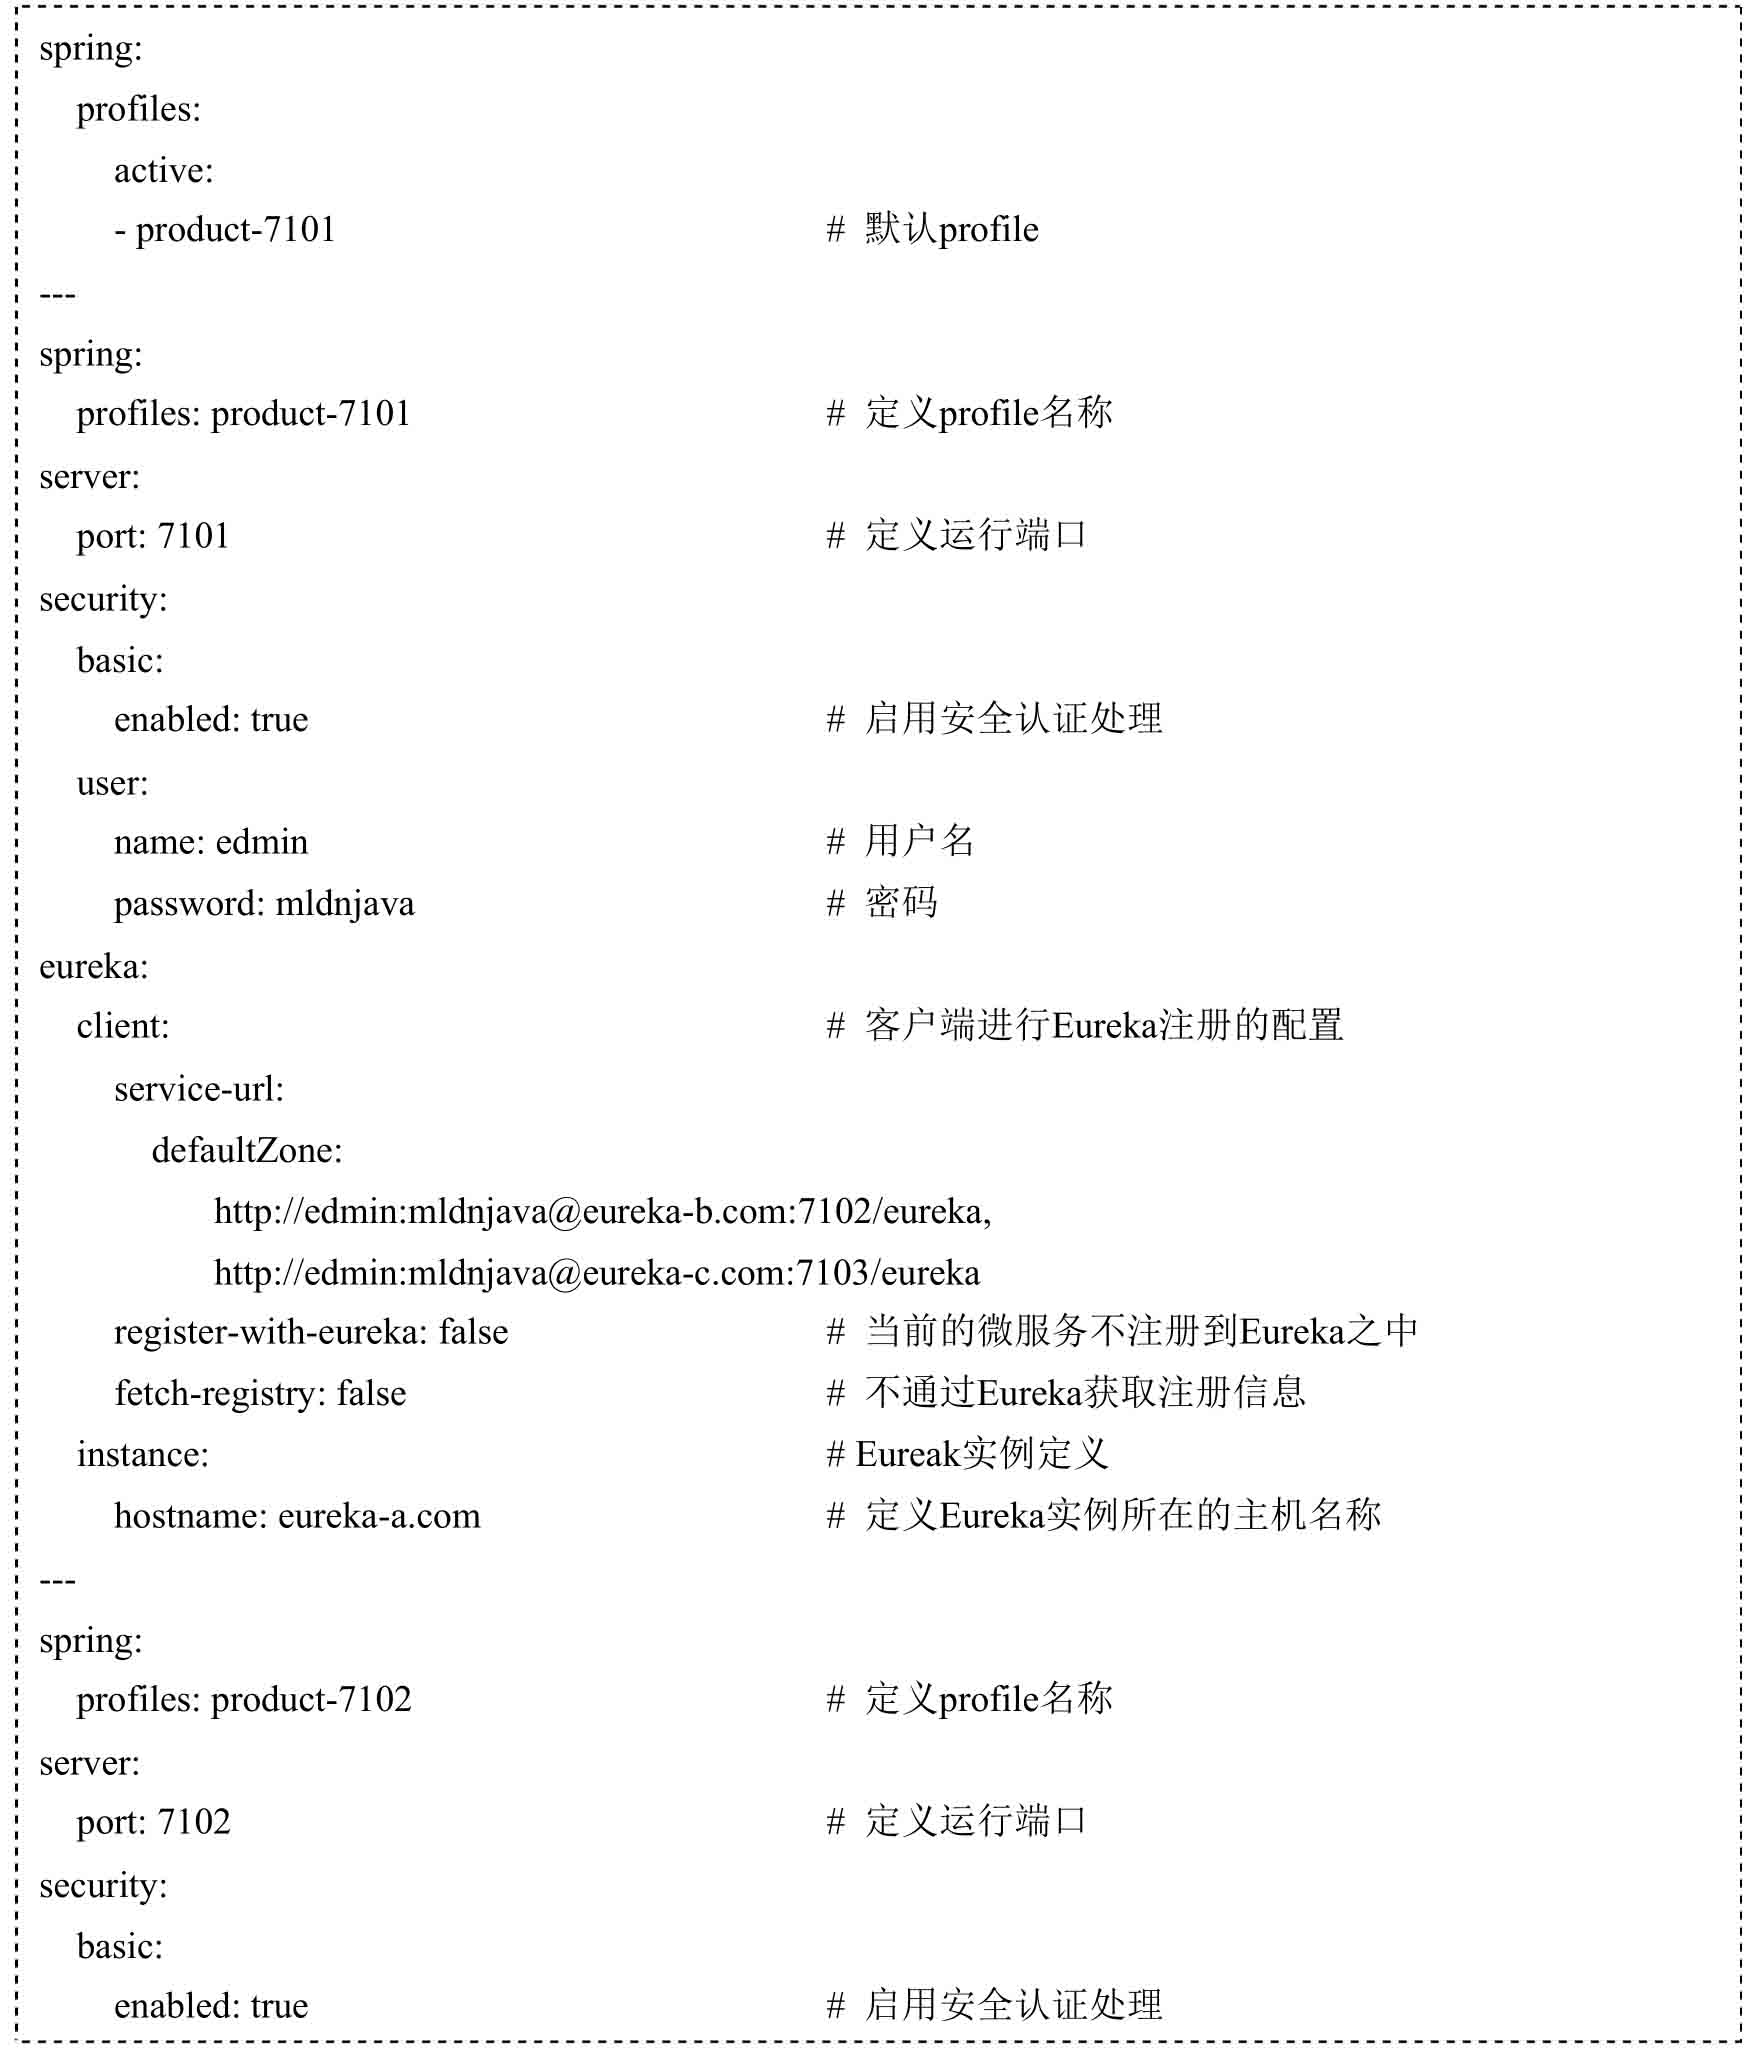 spring:
profiles:
active:
- product-7101 # 默认profile
---
spring:
profiles: product-7101 # 定义profile名称
server:
port: 7101 # 定义运行端口
security:
basic:
enabled: true # 启用安全认证处理
user:
name: edmin # 用户名
password: mldnjava # 密码
eureka:
client: # 客户端进行Eureka注册的配置
service-url:
defaultZone:
http://edmin:mldnjava@eureka-b.com:7102/eureka,
http://edmin:mldnjava@eureka-c.com:7103/eureka
register-with-eureka: false # 当前的微服务不注册到Eureka之中
fetch-registry: false # 不通过Eureka获取注册信息
instance: # Eureak实例定义
hostname: eureka-a.com # 定义Eureka实例所在的主机名称
---
spring:
profiles: product-7102 # 定义profile名称
server:
port: 7102 # 定义运行端口
security:
basic:
enabled: true # 启用安全认证处理